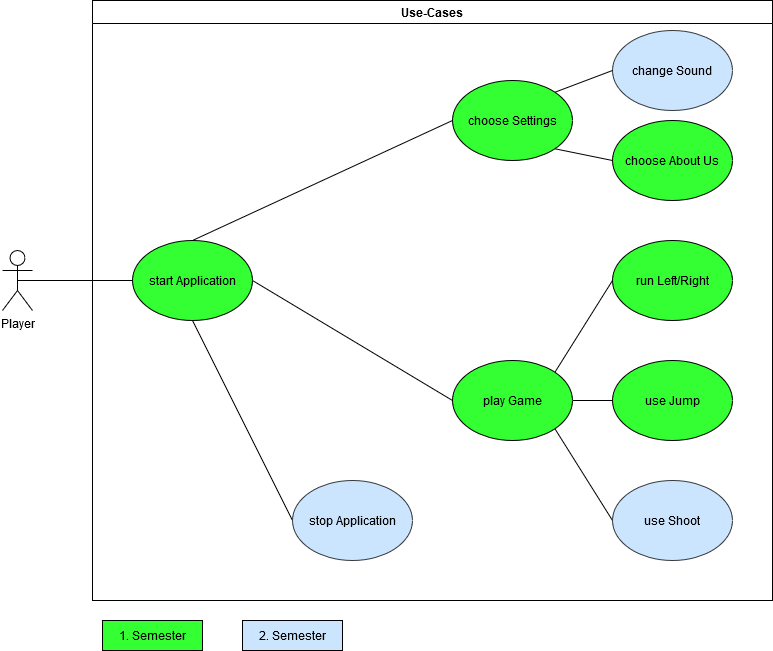 Use-Cases
change Sound
choose Settings
choose About Us
start Application
run Left/Right
Player
play Game
use Jump
stop Application
use Shoot
1. Semester
2. Semester